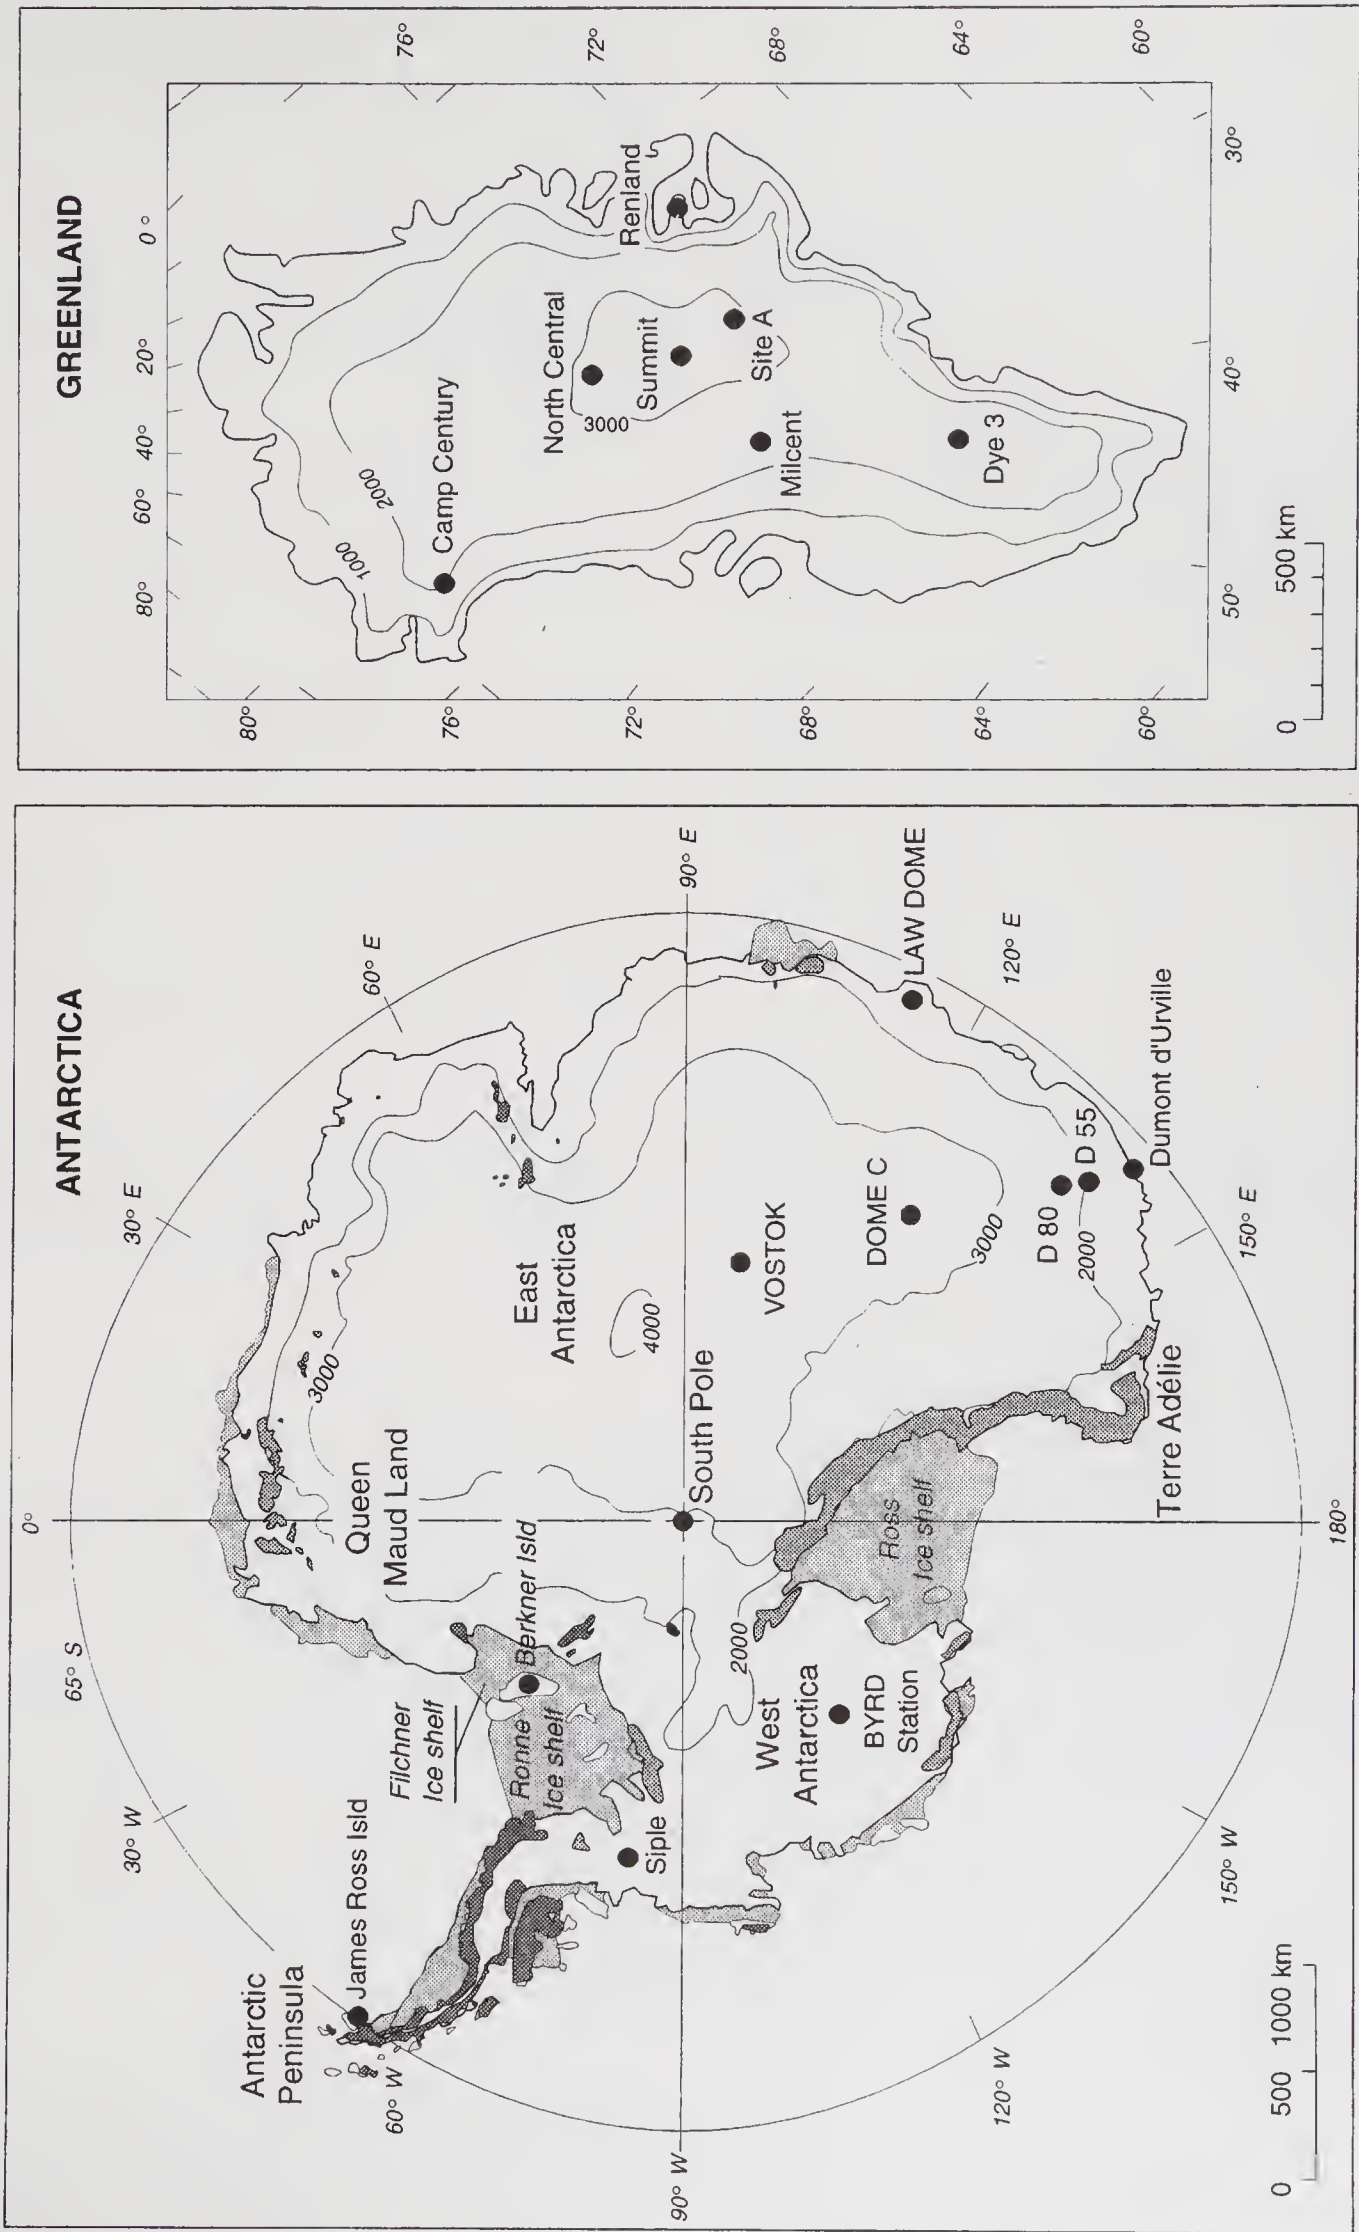 ANTARCTICA
0°
30° E
60° E
90° E
120° E
150° E
180°
150° W
120° W
90° W
60° W
30° W
65° S
Antarctic
Peninsula
James Ross Isld
Filchner
Ice shelf
Ronne
Ice shelf
Berkner Isld
Queen
Maud Land
3000
East
Antarctica
4000
South Pole
VOSTOK
DOME C
3000
LAW DOME
D 80
D 55
2000
Dumont d'Urville
Terre Adélie
Ross
Ice shelf
2000
West
Antarctica
BYRD
Station
Siple
0 500 1000 km
GREENLAND
80° 60° 40° 20° 0°
80°
76°
72°
68°
64°
60°
76°
72°
68°
64°
60°
50° 40° 30°
1000
2000
Camp Century
North Central
3000
Summit
Site A
Renland
Milcent
Dye 3
0 500 km